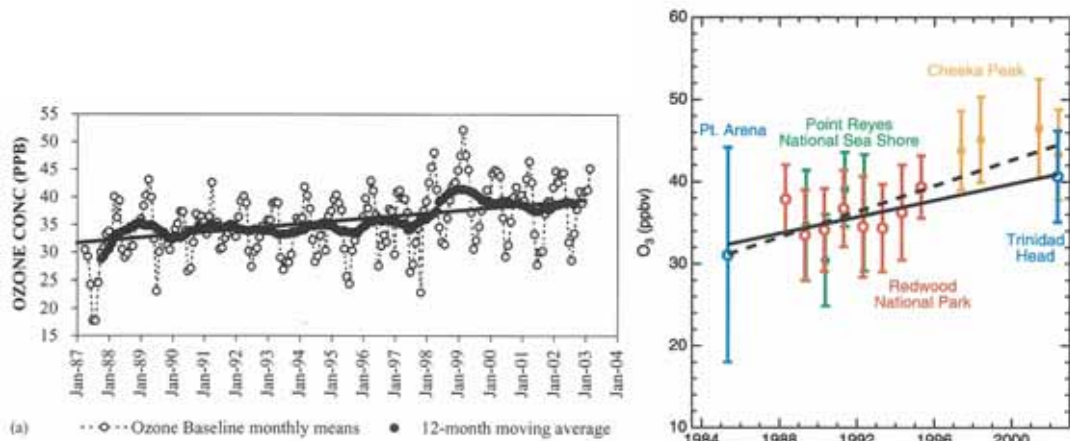 OZONE CONC (PPB)
55
50
45
40
35
30
25
20
15
Jan-87
Jan-88
Jan-89
Jan-90
Jan-91
Jan-92
Jan-93
Jan-94
Jan-95
Jan-96
Jan-97
Jan-98
Jan-99
Jan-00
Jan-01
Jan-02
Jan-03
Jan-04
(a) Ozone Baseline monthly means 12-month moving average
O3 (ppbv)
60
50
40
30
20
10
Cheeka Peak
Pt. Arena
Point Reyes
National Sea Shore
Trinidad
Head
Redwood
National Park
1984
1988
1992
1996
2000